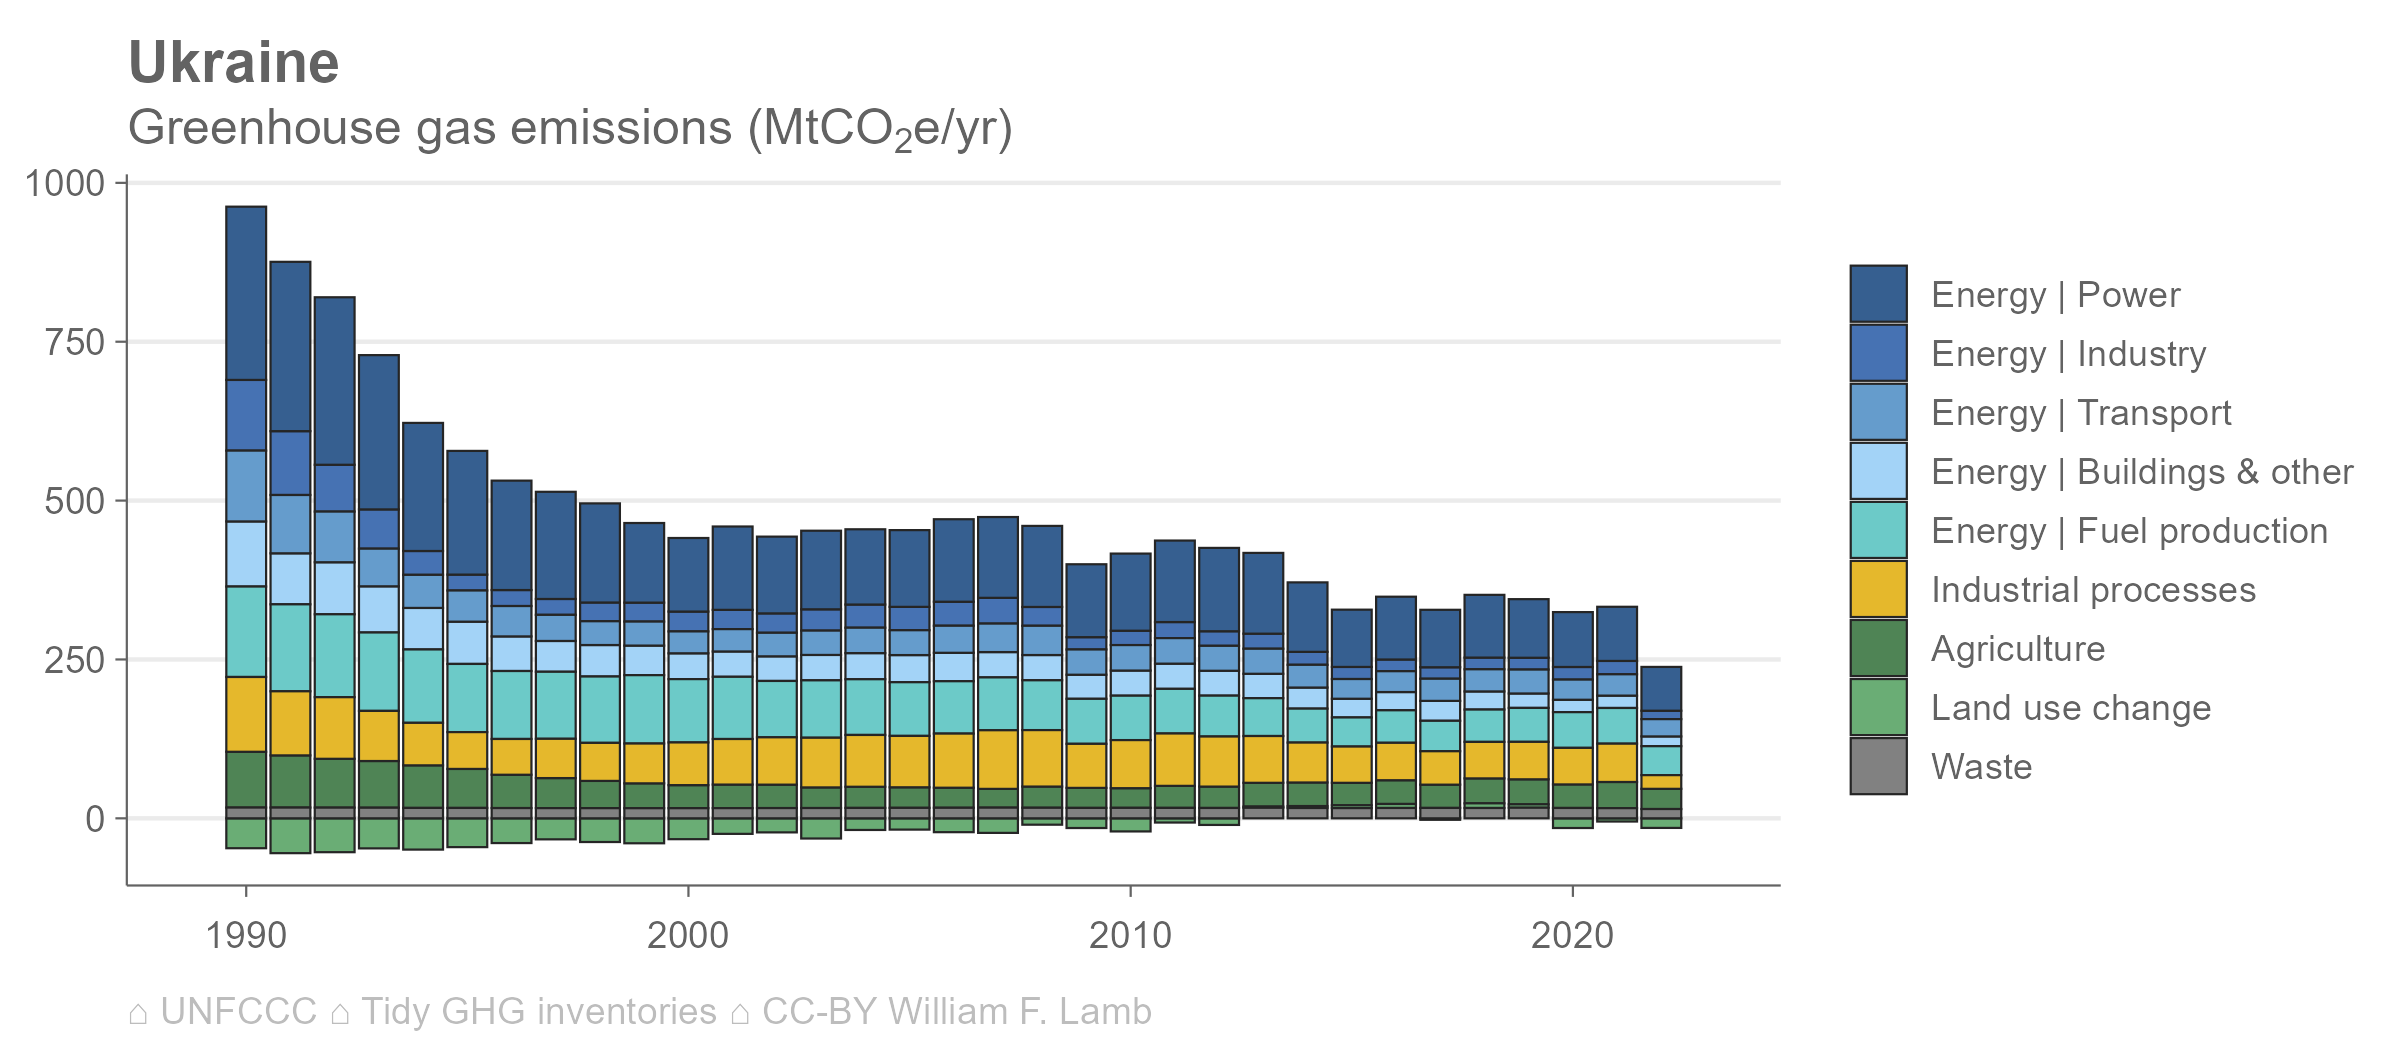 Ukraine
Greenhouse gas emissions (MtCO₂e/yr)
1000
750
500
250
0
1990 2000 2010 2020
Energy | Power
Energy | Industry
Energy | Transport
Energy | Buildings & other
Energy | Fuel production
Industrial processes
Agriculture
Land use change
Waste
⌂ UNFCCC ⌂ Tidy GHG inventories ⌂ CC-BY William F. Lamb